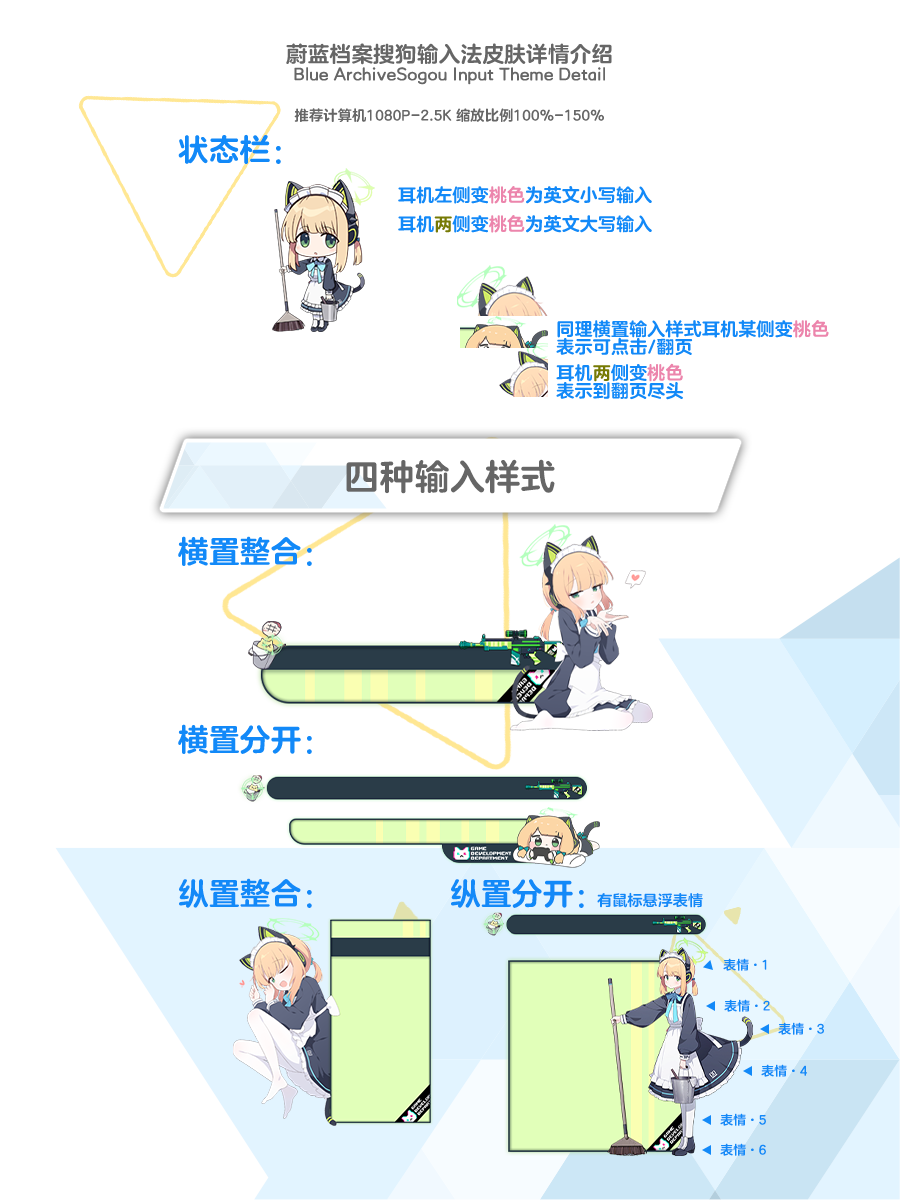 蔚蓝档案搜狗输入法皮肤详情介绍
Blue ArchiveSogou Input Theme Detail
推荐计算机1080P-2.5K 缩放比例100%-150%
状态栏：
耳机左侧变桃色为英文小写输入
耳机两侧变桃色为英文大写输入
同理横置输入样式耳机某侧变桃色
表示可点击/翻页
耳机两侧变桃色
表示到翻页尽头
四种输入样式
横置整合：
横置分开：
GAME
DEVELOPMENT
DEPARTMENT
纵置整合：
纵置分开：有鼠标悬浮表情
表情·1
表情·2
表情·3
表情·4
表情·5
表情·6